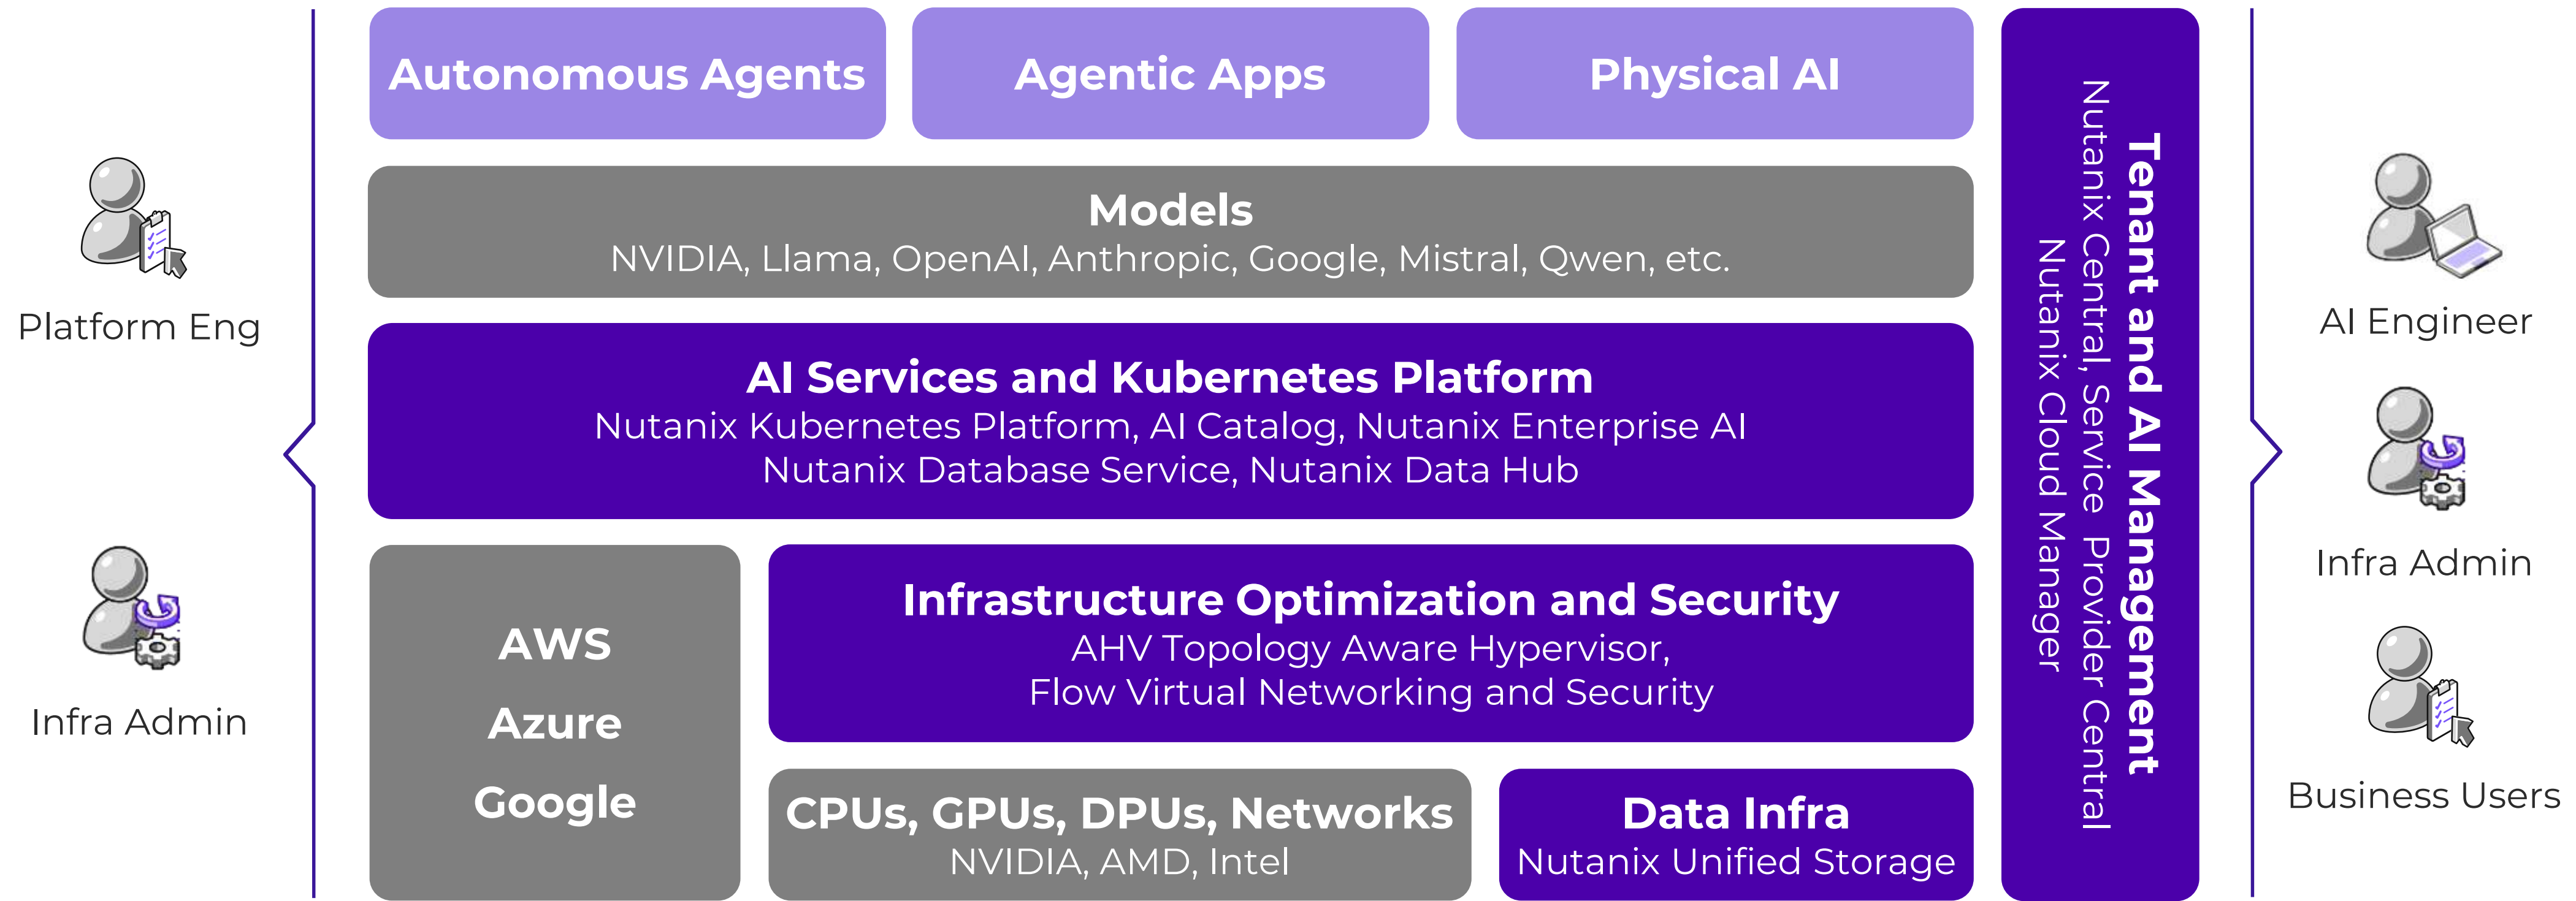 Platform Eng
Infra Admin
Autonomous Agents
Agentic Apps
Physical AI
Models
NVIDIA, Llama, OpenAI, Anthropic, Google, Mistral, Qwen, etc.
AI Services and Kubernetes Platform
Nutanix Kubernetes Platform, AI Catalog, Nutanix Enterprise AI
Nutanix Database Service, Nutanix Data Hub
AWS
Azure
Google
Infrastructure Optimization and Security
AHV Topology Aware Hypervisor,
Flow Virtual Networking and Security
CPUs, GPUs, DPUs, Networks
NVIDIA, AMD, Intel
Data Infra
Nutanix Unified Storage
Tenant and AI Management
Nutanix Central, Service Provider Central
Nutanix Cloud Manager
AI Engineer
Infra Admin
Business Users